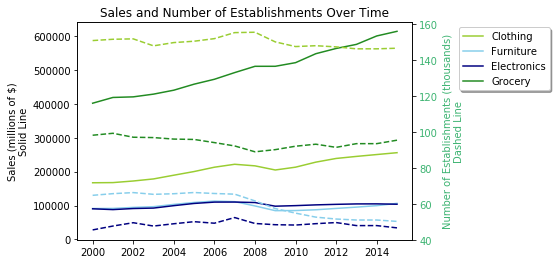 Sales and Number of Establishments Over Time
600000
500000
400000
300000
200000
100000
0
Sales (millions of $)
Solid Line
2000
2002
2004
2006
2008
2010
2012
2014
160
140
120
100
80
60
40
Number of Establishments (thousands)
Dashed Line
Clothing
Furniture
Electronics
Grocery